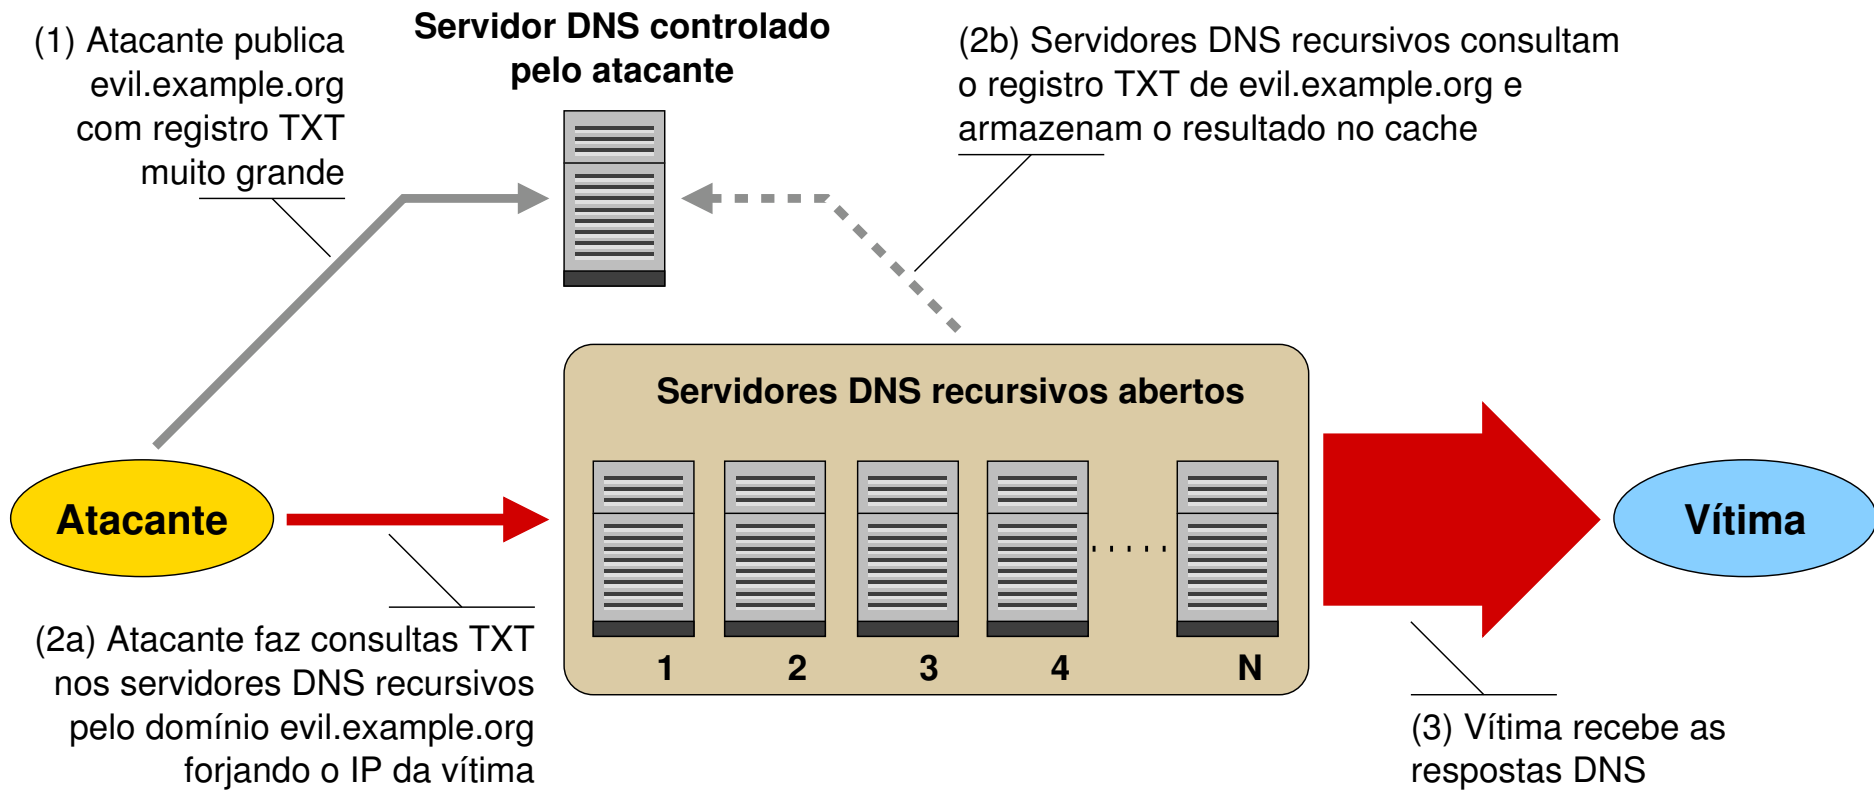 (1) Atacante publica
evil.example.org
com registro TXT
muito grande
Servidor DNS controlado
pelo atacante
(2b) Servidores DNS recursivos consultam
o registro TXT de evil.example.org e
armazenam o resultado no cache
Servidores DNS recursivos abertos
Atacante
Vítima
1 2 3 4 N
(2a) Atacante faz consultas TXT
nos servidores DNS recursivos
pelo domínio evil.example.org
forjando o IP da vítima
(3) Vítima recebe as
respostas DNS